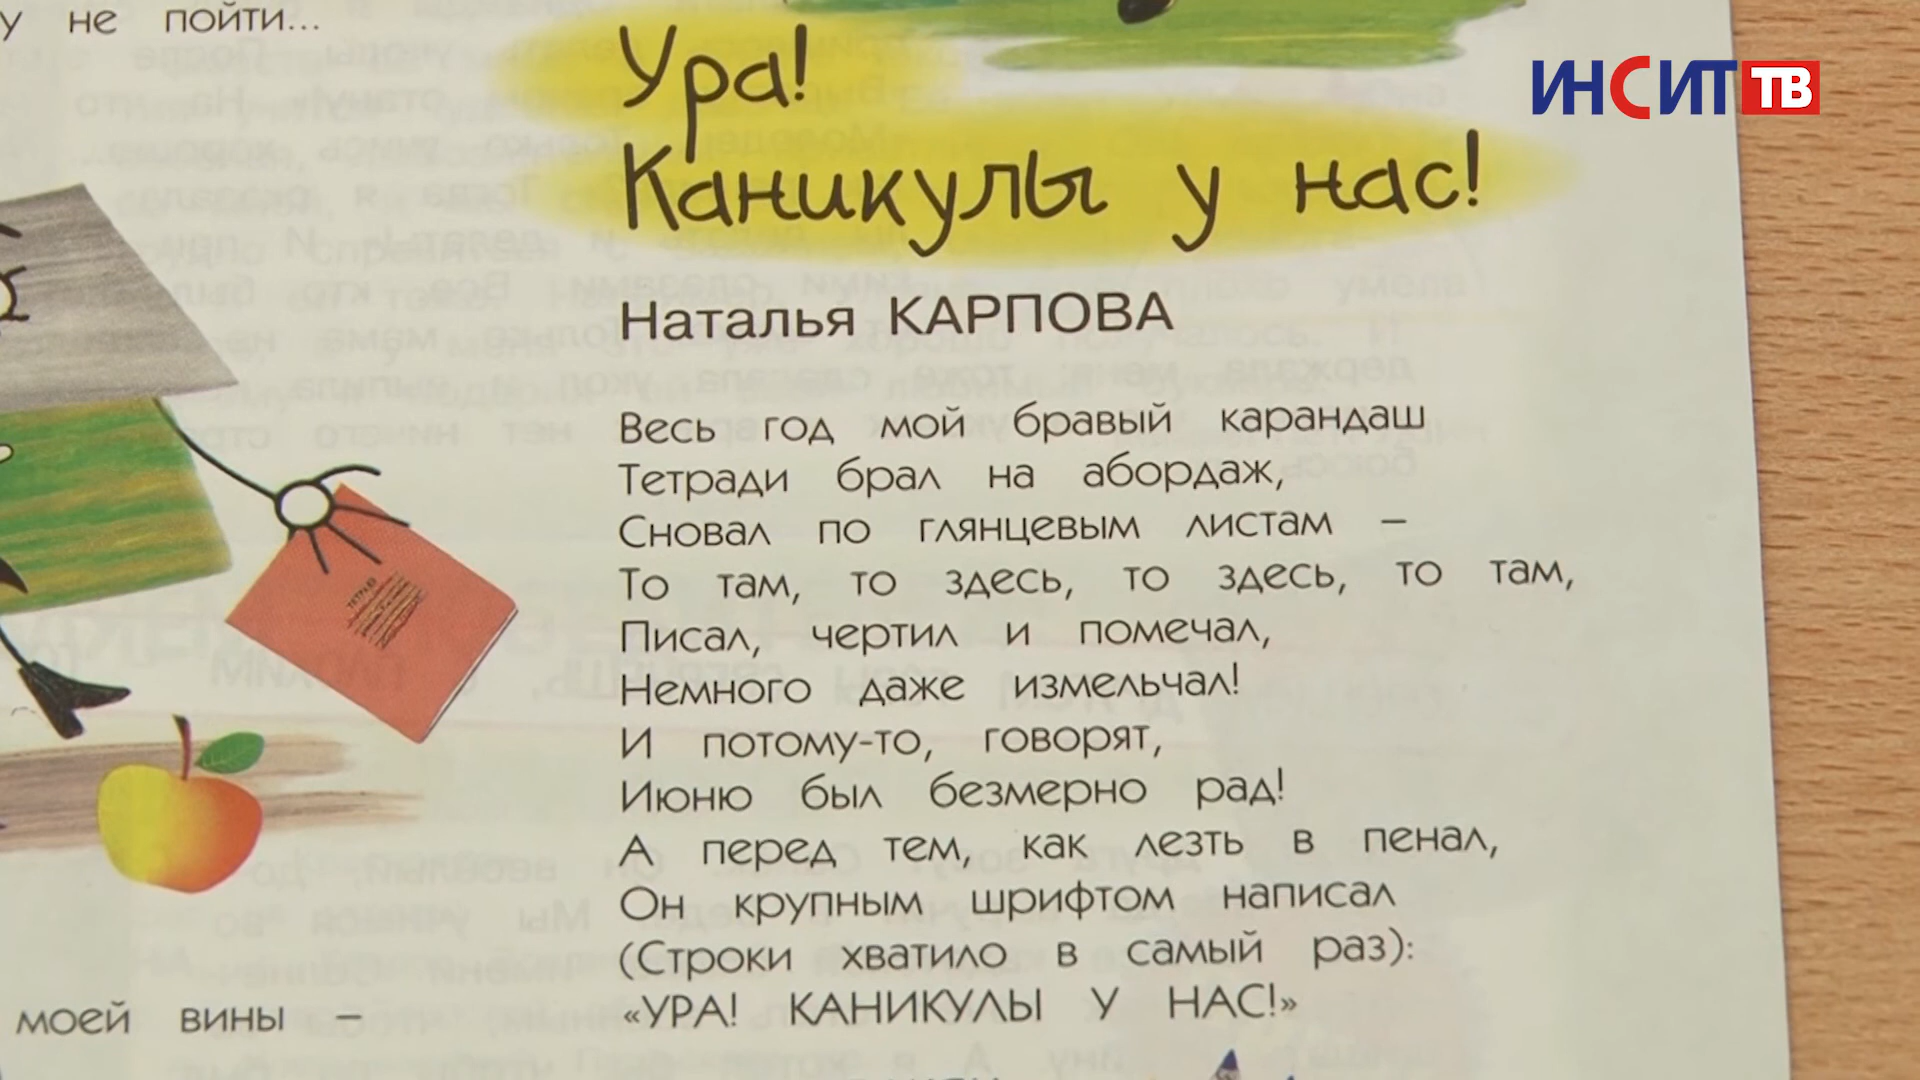 у не пойти...
ИНСИТ ТВ
Ура!
Каникулы у нас!
Наталья КАРПОВА
Весь год мой бравый карандаш
Тетради брал на абордаж,
Сновал по глянцевым листам –
То там, то здесь, то здесь, то там,
Писал, чертил и помечал,
Немного даже измельчал!
И потому-то, говорят,
Июню был безмерно рад!
А перед тем, как лезть в пенал,
Он крупным шрифтом написал
(Строки хватило в самый раз):
«УРА! КАНИКУЛЫ У НАС!»
ТЕТРАДЬ
моей вины –